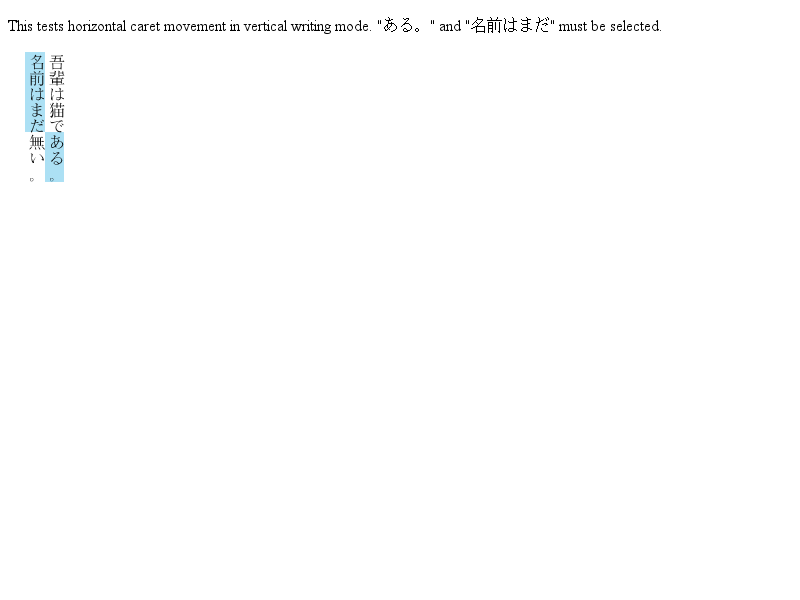 This tests horizontal caret movement in vertical writing mode. "ある。" and "名前はまだ" must be selected.
吾輩は猫である。
名前はまだ無い。